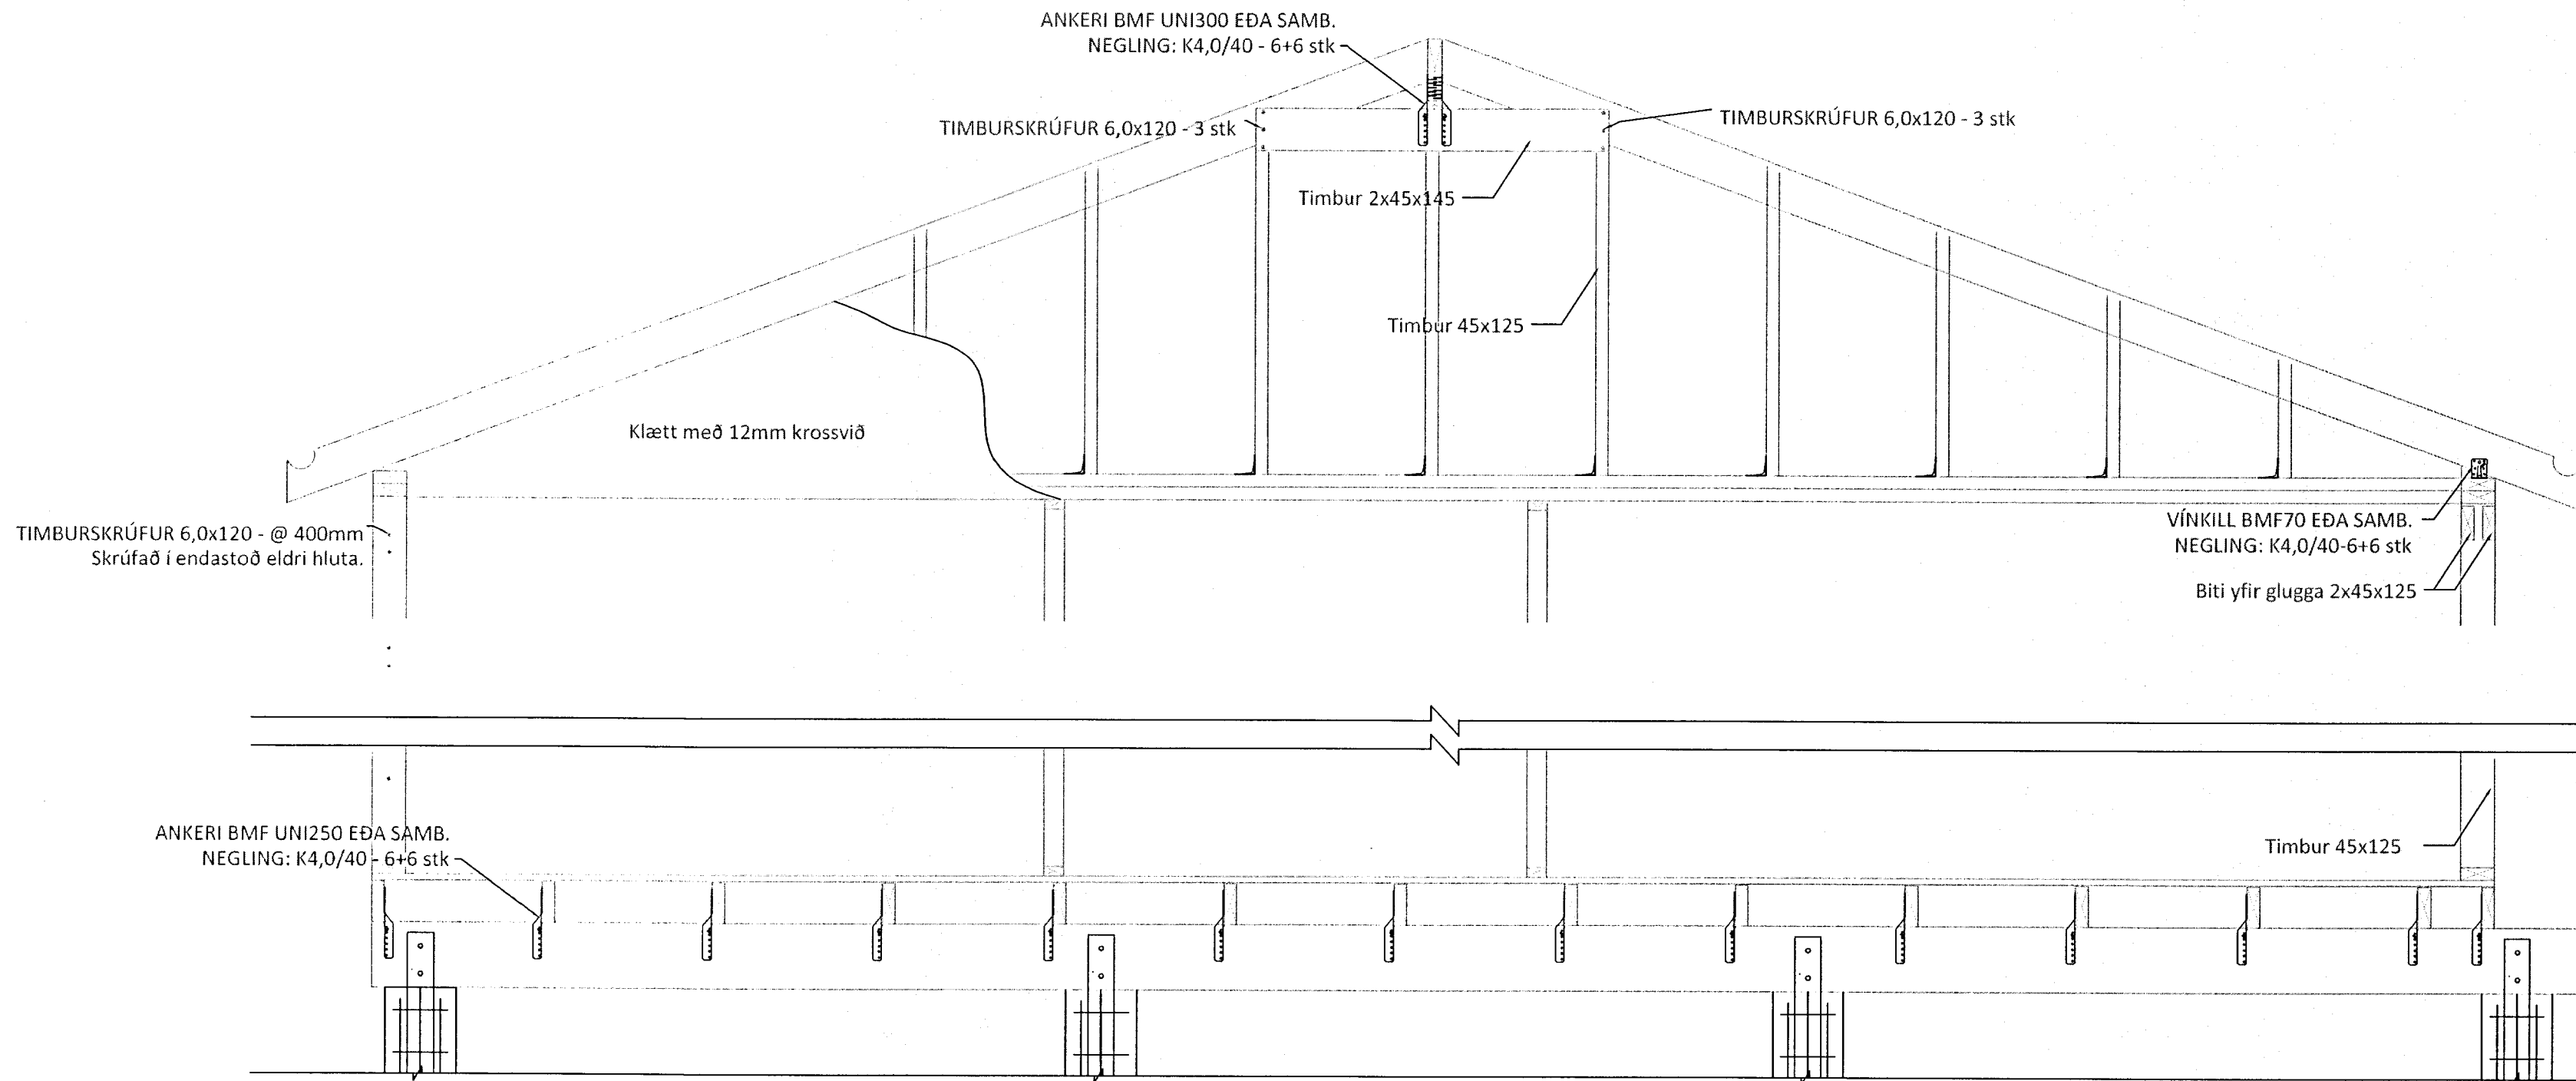 ANKERI BMF UNI300 EÐA SAMB.
NEGLING: K4,0/40 - 6+6 stk
TIMBURSKRÚFUR 6,0x120 - 3 stk
TIMBURSKRÚFUR 6,0x120 - 3 stk
Timbur 2x45x145
Timbur 45x125
Klætt með 12mm krossvið
TIMBURSKRÚFUR 6,0x120 - @ 400mm
Skrúfað í endastoð eldri hluta.
VÍNKILL BMF70 EÐA SAMB.
NEGLING: K4,0/40-6+6 stk
Biti yfir glugga 2x45x125
ANKERI BMF UNI250 EÐA SAMB.
NEGLING: K4,0/40 - 6+6 stk
Timbur 45x125